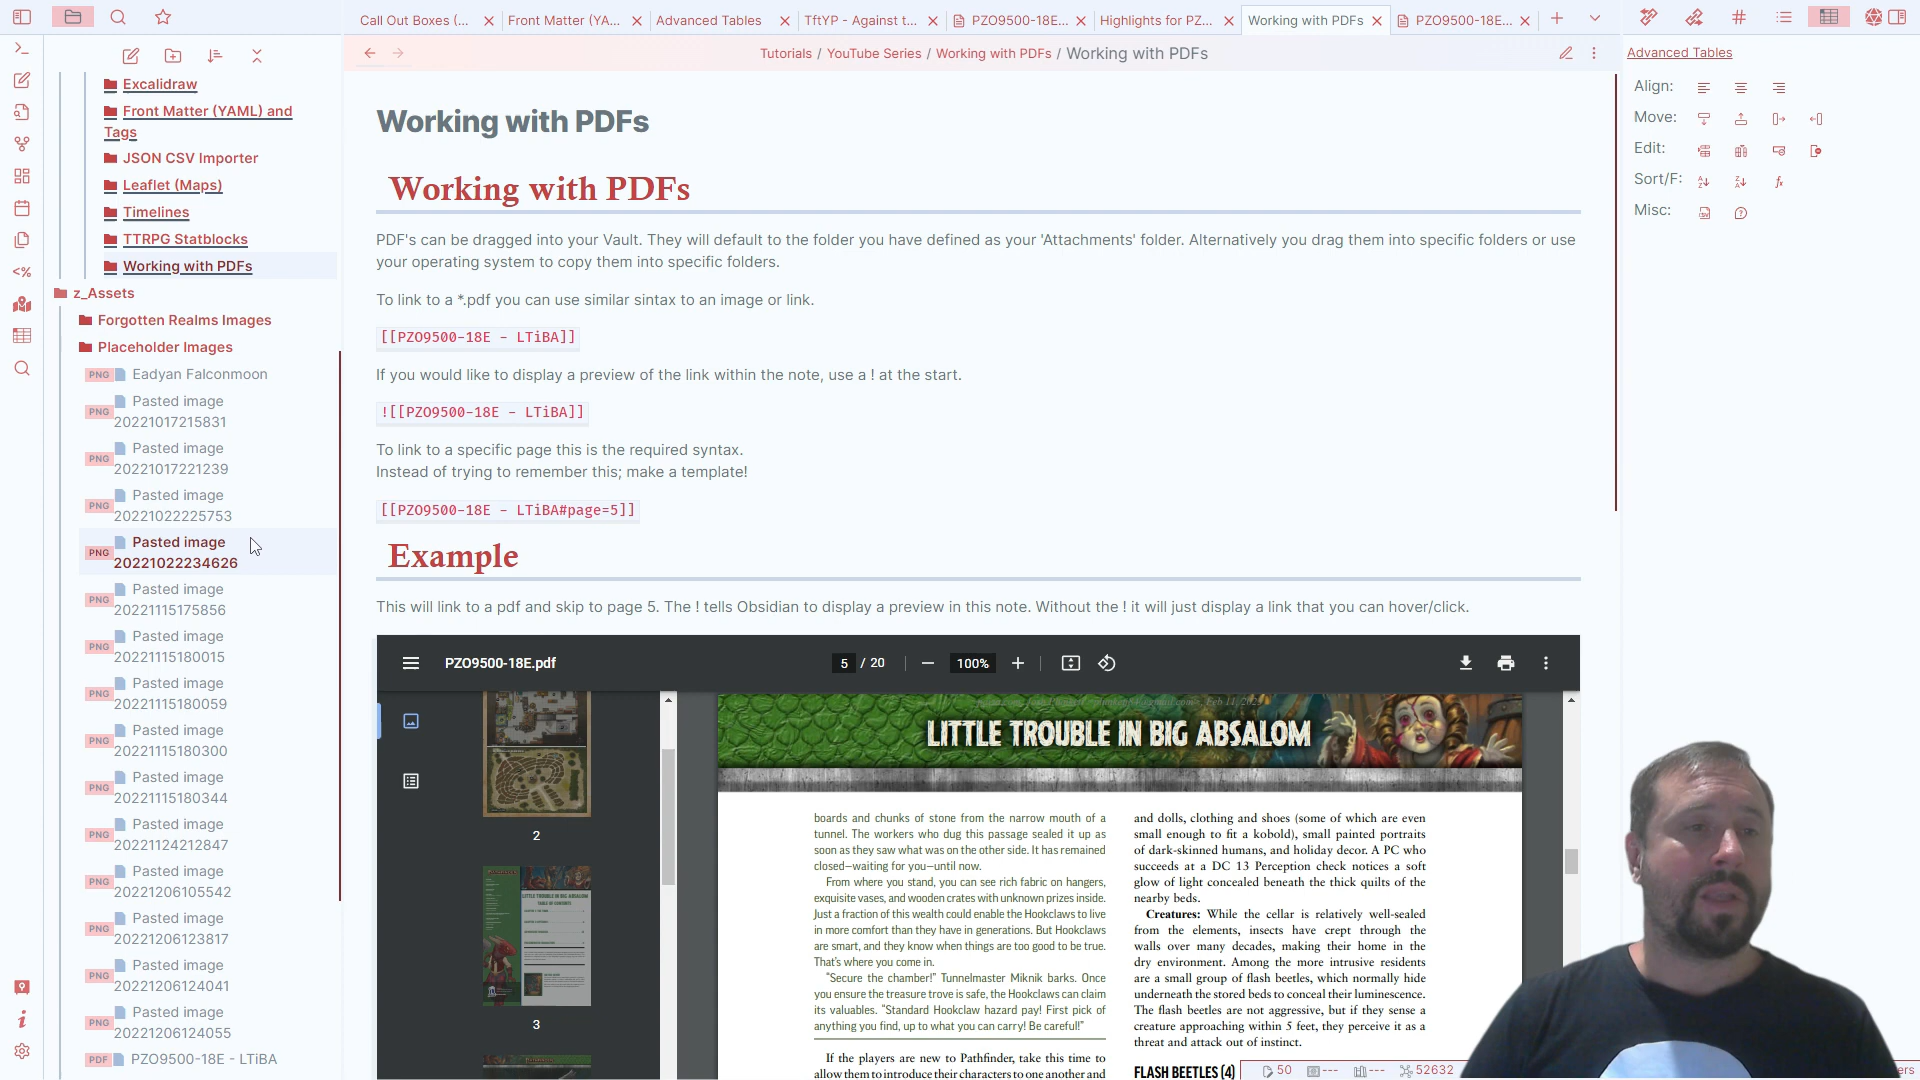 Call Out Boxes (...
Front Matter (YA...
Advanced Tables
TftYP - Against t...
PZO9500-18E...
Highlights for PZ...
Working with PDFs
PZO9500-18E...
Tutorials / YouTube Series / Working with PDFs / Working with PDFs
Excalidraw
Front Matter (YAML) and
Tags
JSON CSV Importer
Leaflet (Maps)
Timelines
TTRPG Statblocks
Working with PDFs
z_Assets
Forgotten Realms Images
Placeholder Images
PNG Eadyan Falconmoon
PNG Pasted image
20221017215831
PNG Pasted image
20221017221239
PNG Pasted image
20221022225753
PNG Pasted image
20221022234626
PNG Pasted image
20221115175856
PNG Pasted image
20221115180015
PNG Pasted image
20221115180059
PNG Pasted image
20221115180300
PNG Pasted image
20221115180344
PNG Pasted image
20221124212847
PNG Pasted image
20221206105542
PNG Pasted image
20221206123817
PNG Pasted image
20221206124041
PNG Pasted image
20221206124055
PDF PZO9500-18E - LTiBA
Working with PDFs
Working with PDFs
PDF's can be dragged into your Vault. They will default to the folder you have defined as your 'Attachments' folder. Alternatively you drag them into specific folders or use
your operating system to copy them into specific folders.
To link to a *.pdf you can use similar sintax to an image or link.
[[PZO9500-18E - LTiBA]]
If you would like to display a preview of the link within the note, use a ! at the start.
![[PZO9500-18E - LTiBA]]
To link to a specific page this is the required syntax.
Instead of trying to remember this; make a template!
[[PZO9500-18E - LTiBA#page=5]]
Example
This will link to a pdf and skip to page 5. The ! tells Obsidian to display a preview in this note. Without the ! it will just display a link that you can hover/click.
PZO9500-18E.pdf
5 / 20
100%
2
3
LITTLE TROUBLE IN BIG ABSALOM
boards and chunks of stone from the narrow mouth of a
tunnel. The workers who dug this passage sealed it up as
soon as they saw what was on the other side. It has remained
closed—waiting for you—until now.
From where you stand, you can see rich fabric on hangers,
exquisite vases, and wooden crates with unknown prizes inside.
Just a fraction of this wealth could enable the Hookclaws to live
in more comfort than they have in generations. But Hookclaws
are smart, and they know when things are too good to be true.
That's where you come in.
"Secure the chamber!" Tunnelmaster Miknik barks. Once
you ensure the treasure trove is safe, the Hookclaws can claim
its valuables. "Standard Hookclaw hazard pay! First pick of
anything you find, up to what you can carry! Be careful!"
If the players are new to Pathfinder, take this time to
allow them to introduce their characters to one another and
and dolls, clothing and shoes (some of which are even
small enough to fit a kobold), small painted portraits
of dark-skinned humans, and holiday decor. A PC who
succeeds at a DC 13 Perception check notices a soft
glow of light concealed beneath the thick quilts of the
nearby beds.
Creatures: While the cellar is relatively well-sealed
from the elements, insects have crept through the
walls over many decades, making their home in the
dry environment. Among the more intrusive residents
are a small group of flash beetles, which normally hide
underneath the stored beds to conceal their luminescence.
The flash beetles are not aggressive, but if they sense a
creature approaching within 5 feet, they perceive it as a
threat and attack out of instinct.
FLASH BEETLES (4)
50
---
---
52632
Advanced Tables
Align:
Move:
Edit:
Sort/F:
Misc: